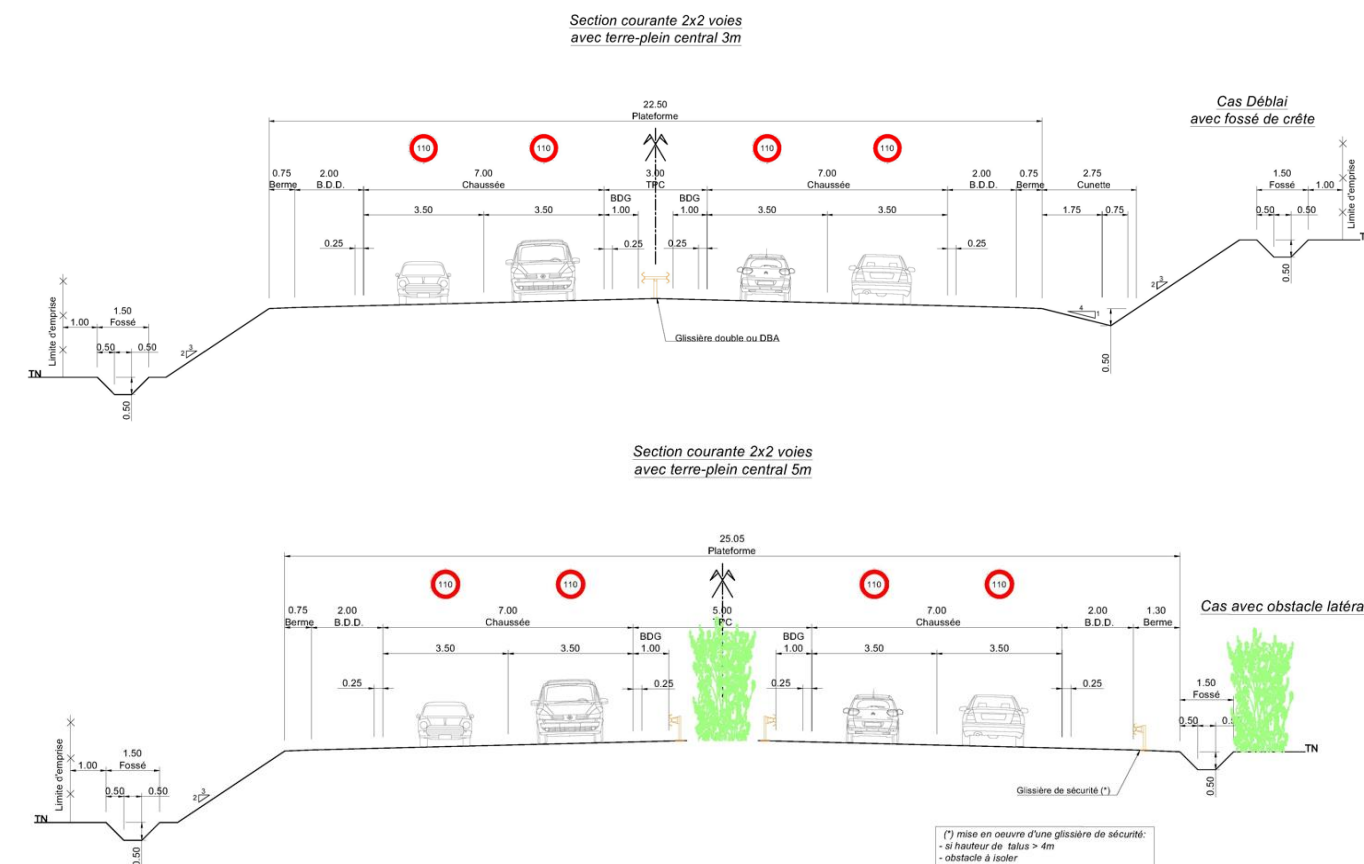 Section courante 2x2 voies
avec terre-plein central 3m
Cas Déblai
avec fossé de crête
22.50
Plateforme
110 110 110 110
0.75 2.00 7.00 3.00 7.00 2.00 0.75 2.75
Berme B.D.D. Chaussée TPC Chaussée B.D.D. Berme Cunette
1.50
Fossé 1.00
Limite d'emprise
BDG BDG
3.50 3.50 1.00 1.00 3.50 3.50 1.75 0.75
0.50 0.50
0.25 0.25 0.25 0.25
0.50
3
2
4
1
0.50
Glissière double ou DBA
Limite d'emprise
1.50
1.00 Fossé
0.50 0.50
3
2
TN
0.50
Section courante 2x2 voies
avec terre-plein central 5m
25.05
Plateforme
110 110 110 110
0.75 2.00 7.00 5.00 7.00 2.00 1.30
Berme B.D.D. Chaussée TPC Chaussée B.D.D. Berme
Cas avec obstacle latéra
BDG BDG
3.50 3.50 1.00 1.00 3.50 3.50
0.25 0.25 0.25 0.25
1.50
Fossé
0.50
TN
0.50
Glissière de sécurité (*)
Limite d'emprise
1.50
1.00 Fossé
0.50 0.50
3
2
TN
0.50
(*) mise en oeuvre d'une glissière de sécurité:
- si hauteur de talus > 4m
- obstacle à isoler